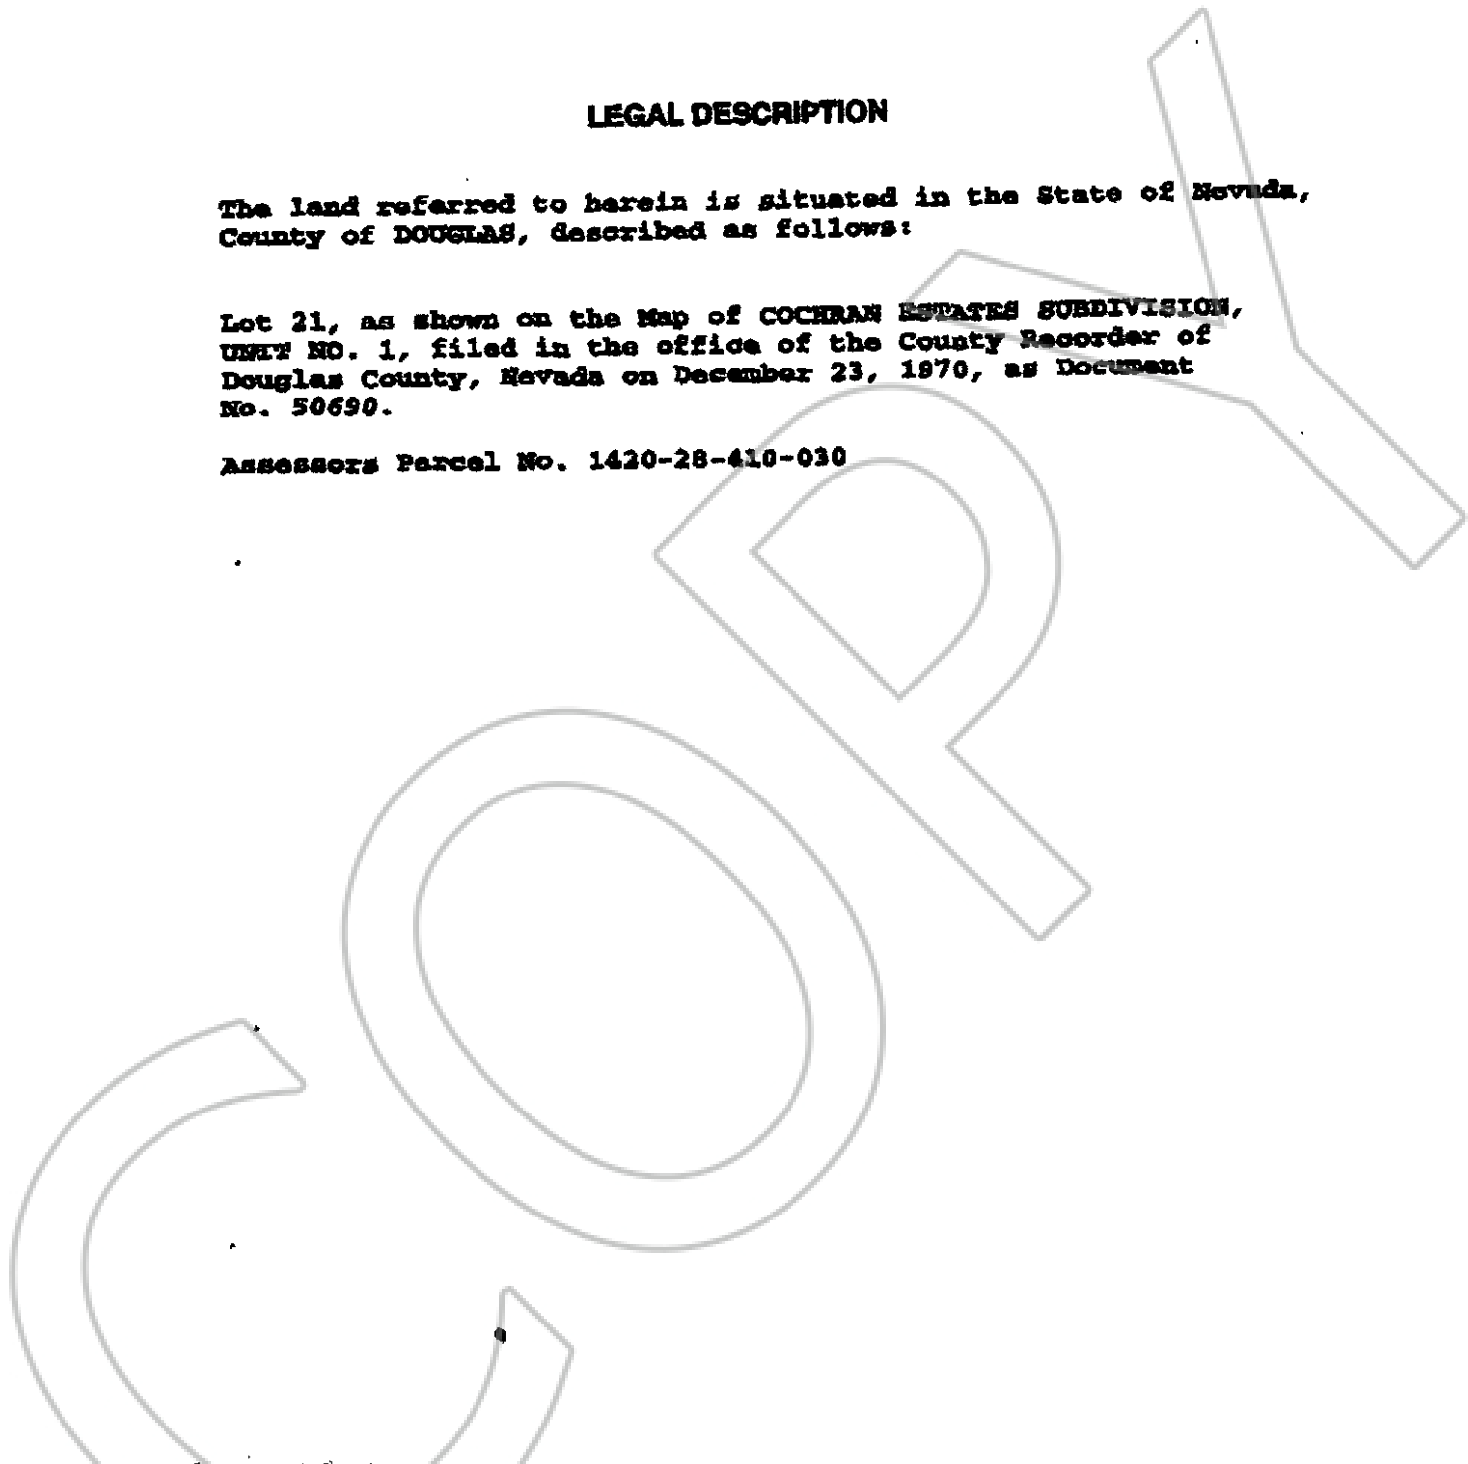 LEGAL DESCRIPTION
The land referred to herein is situated in the State of Nevada,
County of DOUGLAS, described as follows:
Lot 21, as shown on the Map of COCHRAN ESTATES SUBDIVISION,
UNIT NO. 1, filed in the office of the County Recorder of
Douglas County, Nevada on December 23, 1970, as Document
No. 50690.
Assessors Parcel No. 1420-28-410-030
COPY